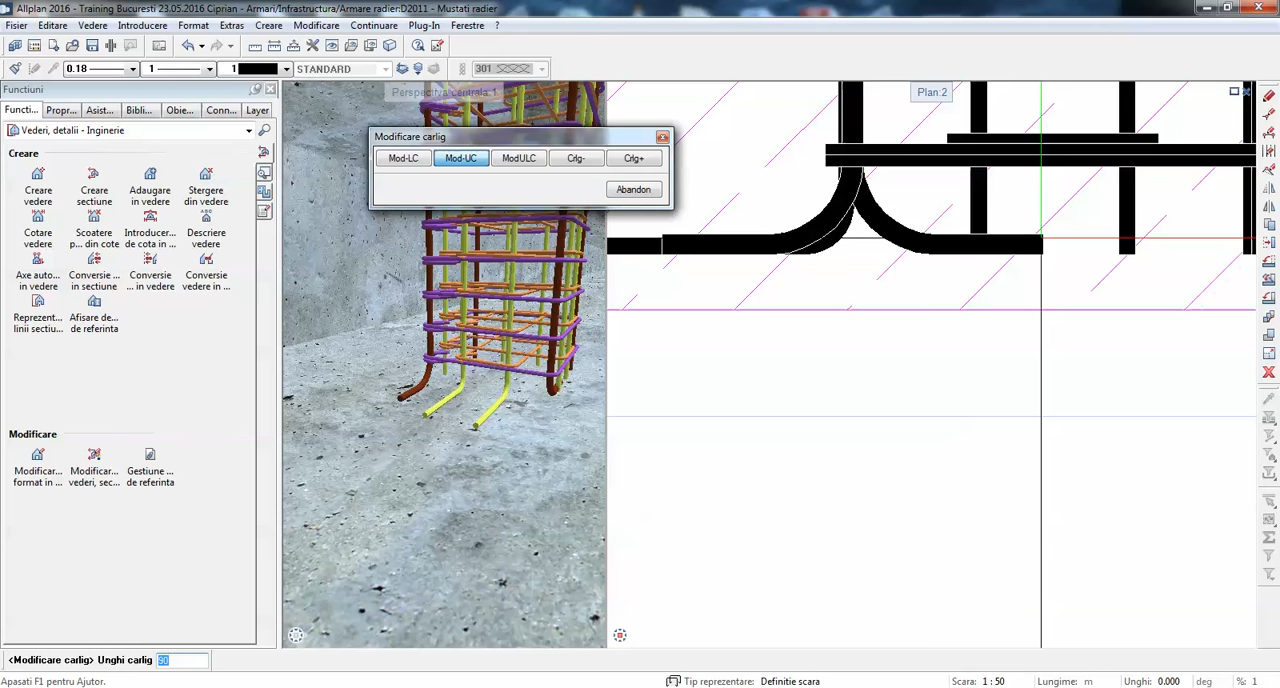 Allplan 2016 - Training Bucuresti 23.05.2016 Ciprian - Armari/Infrastructura/Armare radier:D2011 - Mustati radier
Fisier Editare Vedere Introducere Format Extras Creare Modificare Continuare Plug-In Ferestre ?
0.18 1 1 STANDARD 301
Functiuni
Functi... Propr... Asist... Bibli... Obie... Conn... Layer
Vederi, detalii - Inginerie
Creare
Creare vedere
Creare sectiune
Adaugare in vedere
Stergere din vedere
Cotare vedere
Scoatere p... din cote
Introducer... de cota in ...
Descriere vedere
Axe auto... in vedere
Conversie in sectiune
Conversie ... in vedere
Conversie vedere in ...
Reprezent... linii sectiu...
Afisare de... de referinta
Modificare
Modificar... format in ...
Modificar... vederi, sec...
Gestiune ... de referinta
Perspectiva centrala:1
Plan:2
Modificare carlig
Mod-LC Mod-UC ModULC Crlg- Crlg+
Abandon
<Modificare carlig> Unghi carlig 90
Apasati F1 pentru Ajutor.
Tip reprezentare: Definitie scara
Scara: 1 : 50
Lungime: m
Unghi: 0.000 deg
%: 1